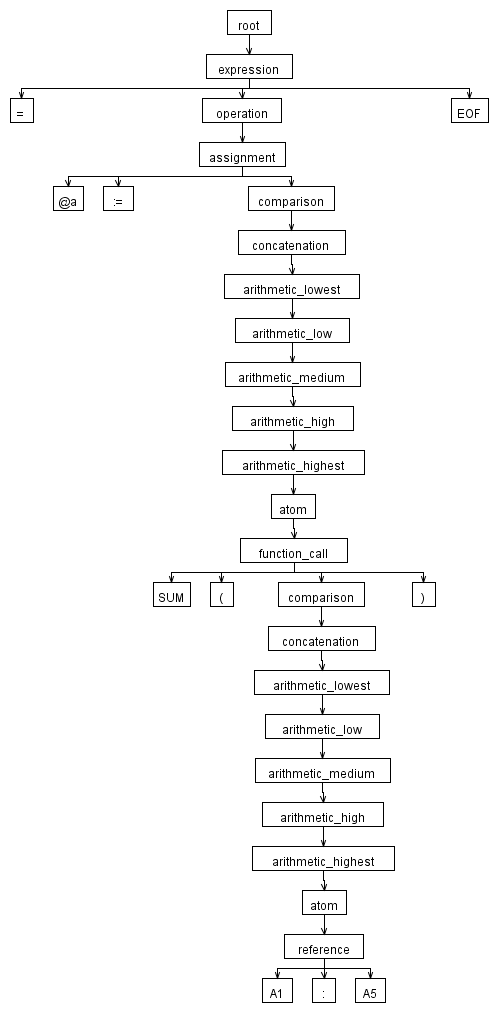 root
expression
= operation EOF
assignment
@a := comparison
concatenation
arithmetic_lowest
arithmetic_low
arithmetic_medium
arithmetic_high
arithmetic_highest
atom
function_call
SUM ( comparison )
concatenation
arithmetic_lowest
arithmetic_low
arithmetic_medium
arithmetic_high
arithmetic_highest
atom
reference
A1 : A5